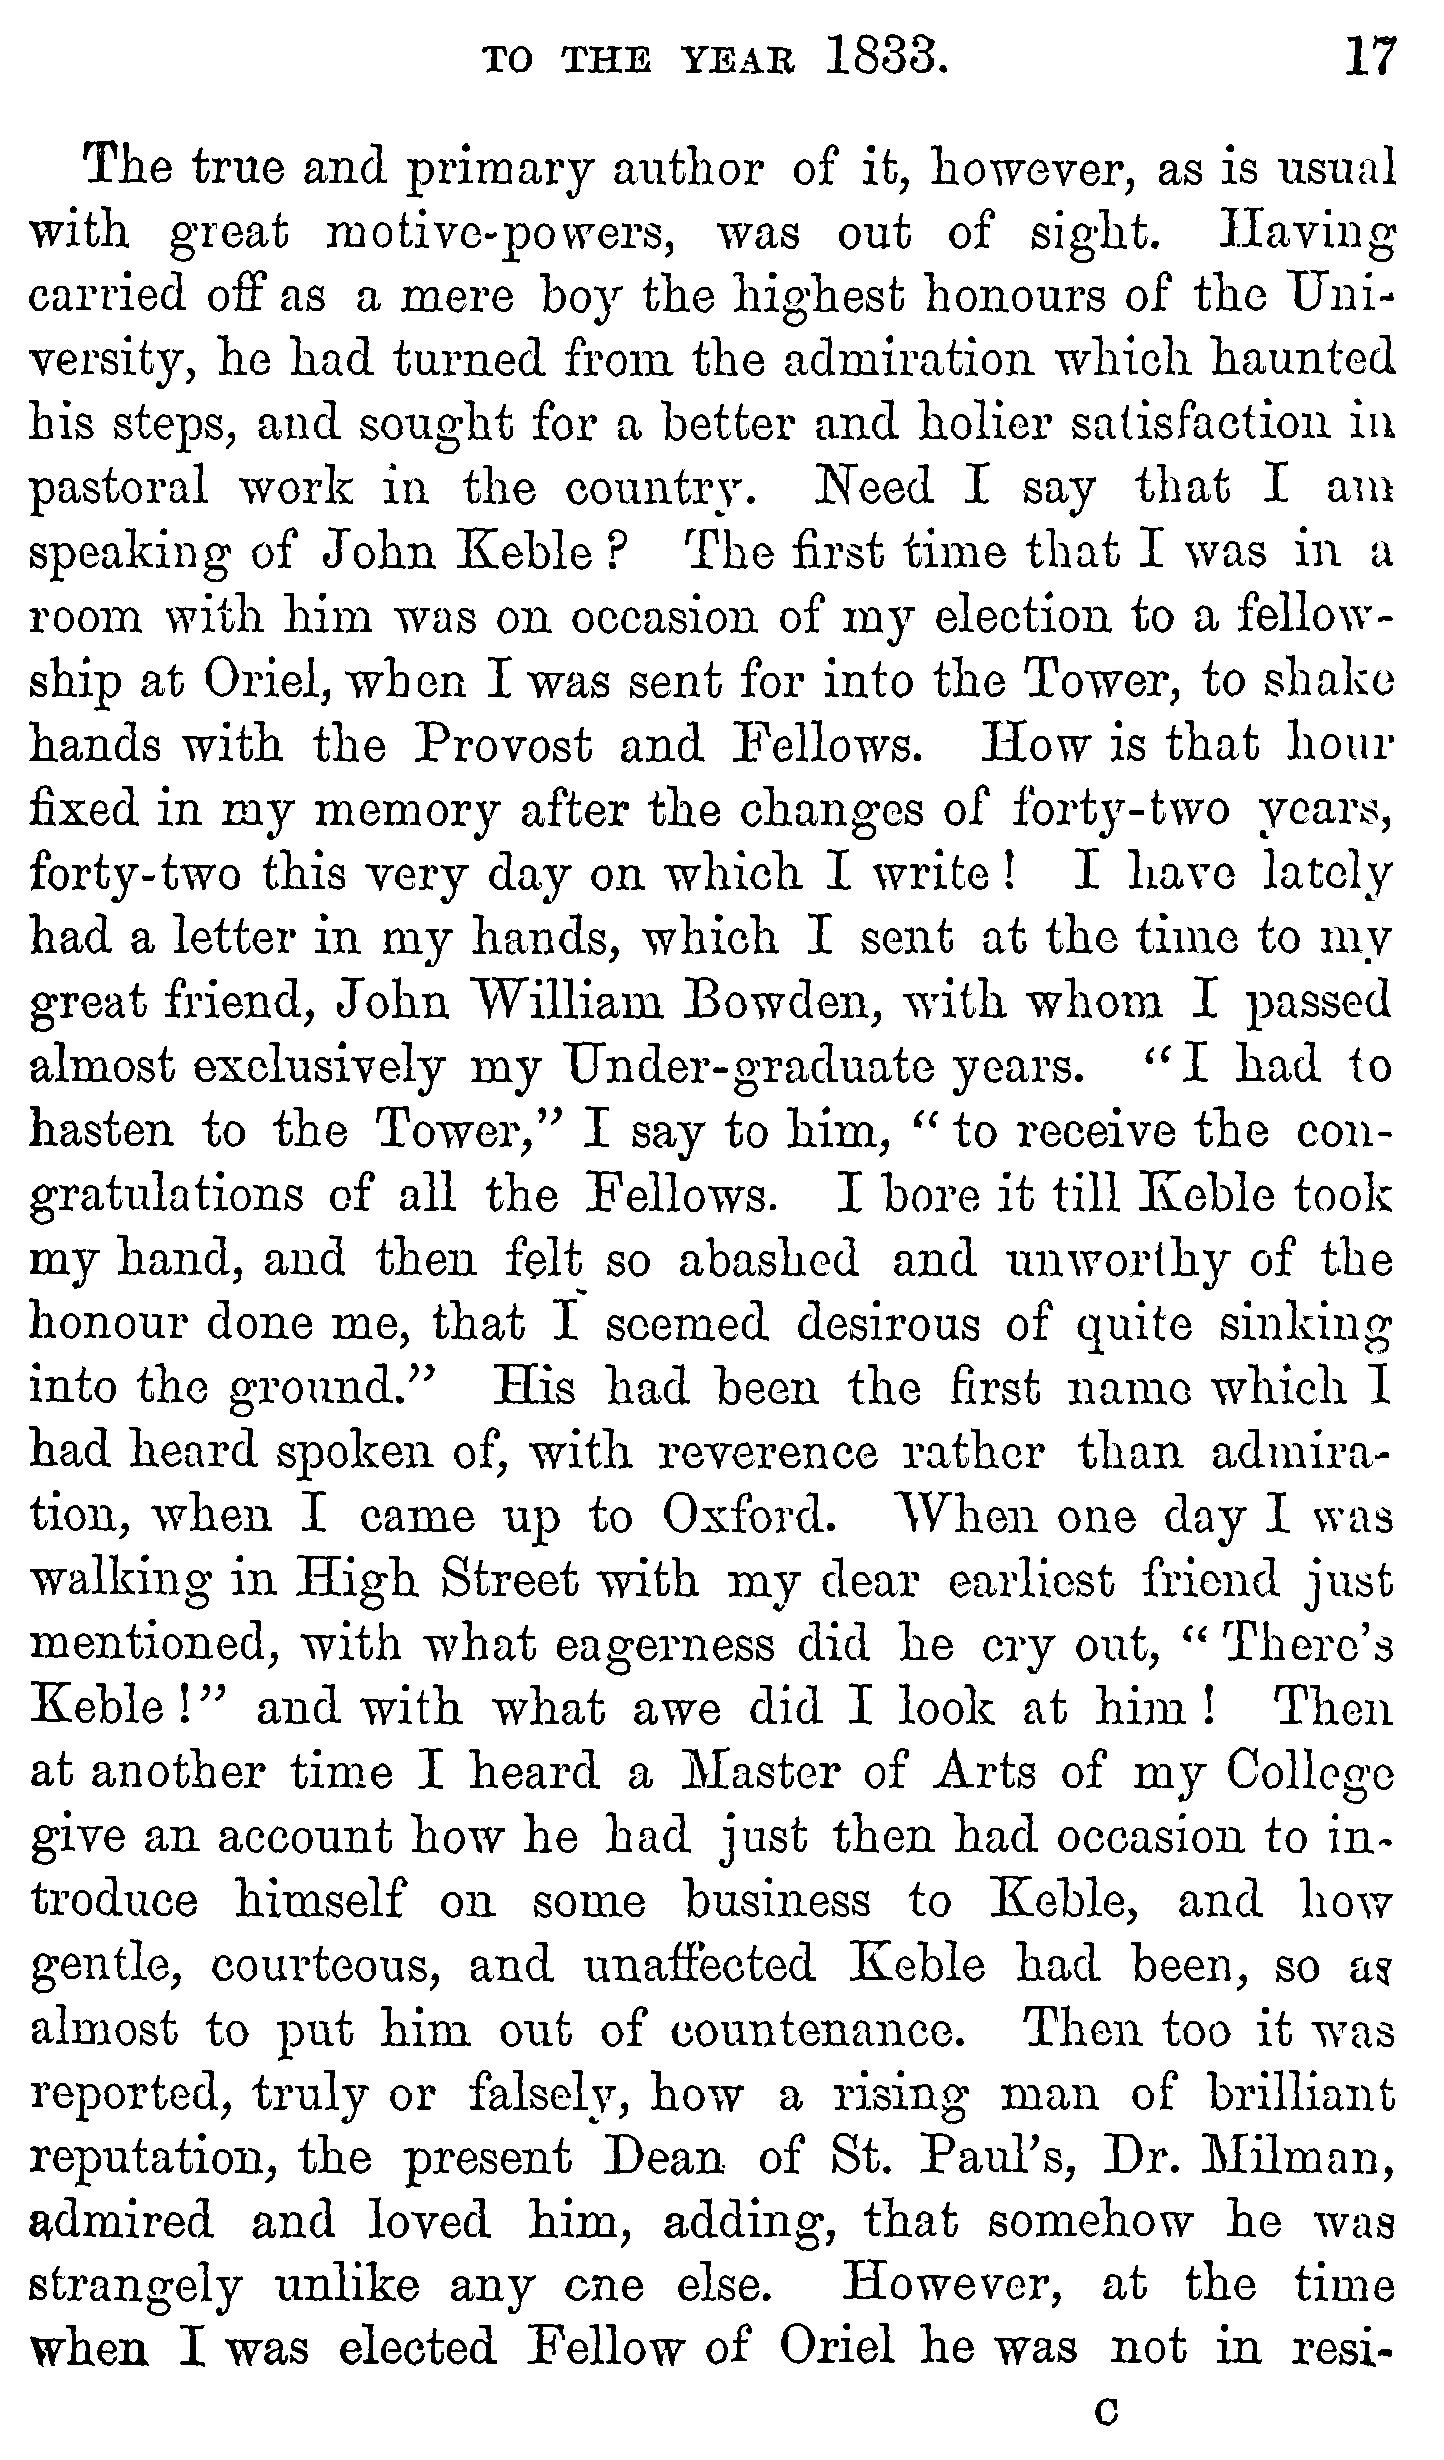 TO THE YEAR 1833. 17
The true and primary author of it, however, as is usual
with great motive-powers, was out of sight. Having
carried off as a mere boy the highest honours of the Uni-
versity, he had turned from the admiration which haunted
his steps, and sought for a better and holier satisfaction in
pastoral work in the country. Need I say that I am
speaking of John Keble? The first time that I was in a
room with him was on occasion of my election to a fellow-
ship at Oriel, when I was sent for into the Tower, to shake
hands with the Provost and Fellows. How is that hour
fixed in my memory after the changes of forty-two years,
forty-two this very day on which I write! I have lately
had a letter in my hands, which I sent at the time to my
great friend, John William Bowden, with whom I passed
almost exclusively my Under-graduate years. "I had to
hasten to the Tower," I say to him, "to receive the con-
gratulations of all the Fellows. I bore it till Keble took
my hand, and then felt so abashed and unworthy of the
honour done me, that I seemed desirous of quite sinking
into the ground." His had been the first name which I
had heard spoken of, with reverence rather than admira-
tion, when I came up to Oxford. When one day I was
walking in High Street with my dear earliest friend just
mentioned, with what eagerness did he cry out, "There's
Keble!" and with what awe did I look at him! Then
at another time I heard a Master of Arts of my College
give an account how he had just then had occasion to in-
troduce himself on some business to Keble, and how
gentle, courteous, and unaffected Keble had been, so as
almost to put him out of countenance. Then too it was
reported, truly or falsely, how a rising man of brilliant
reputation, the present Dean of St. Paul's, Dr. Milman,
admired and loved him, adding, that somehow he was
strangely unlike any one else. However, at the time
when I was elected Fellow of Oriel he was not in resi-
C